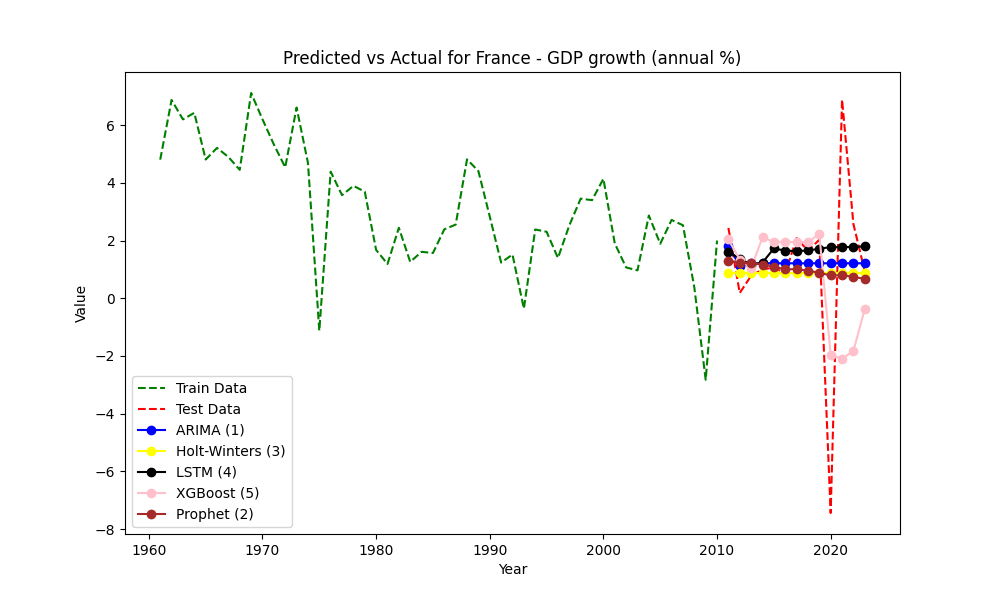 Predicted vs Actual for France - GDP growth (annual %)
Value
6
4
2
0
−2
−4
−6
−8
Train Data
Test Data
ARIMA (1)
Holt-Winters (3)
LSTM (4)
XGBoost (5)
Prophet (2)
1960 1970 1980 1990 2000 2010 2020
Year